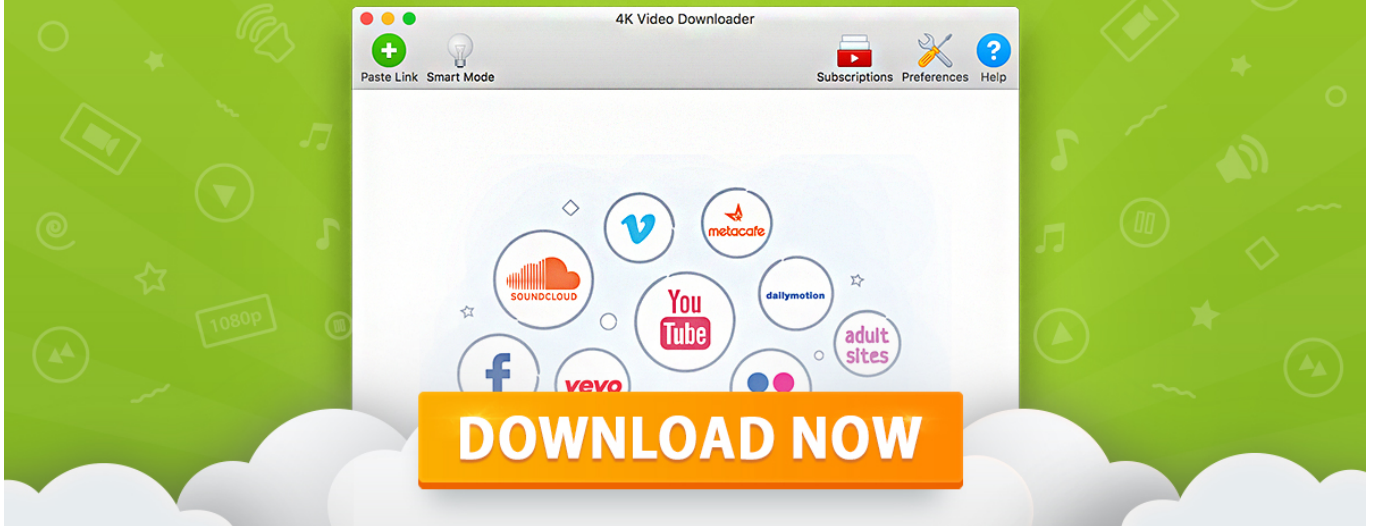 4K Video Downloader
Paste Link Smart Mode Subscriptions Preferences Help
metacafe
SOUNDCLOUD
You
Tube
dailymotion
adult
sites
1080p
vevo
DOWNLOAD NOW